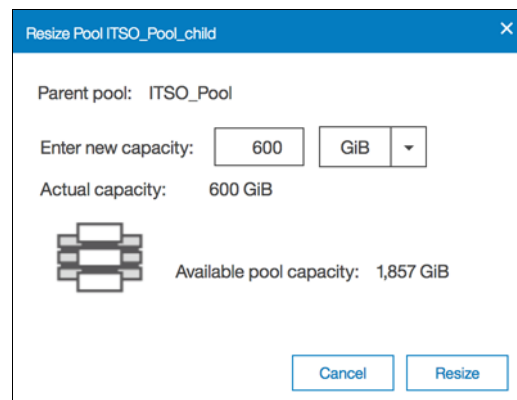 Resize Pool ITSO_Pool_child
Parent pool: ITSO_Pool
Enter new capacity: 600 GiB
Actual capacity: 600 GiB
Available pool capacity: 1,857 GiB
Cancel Resize